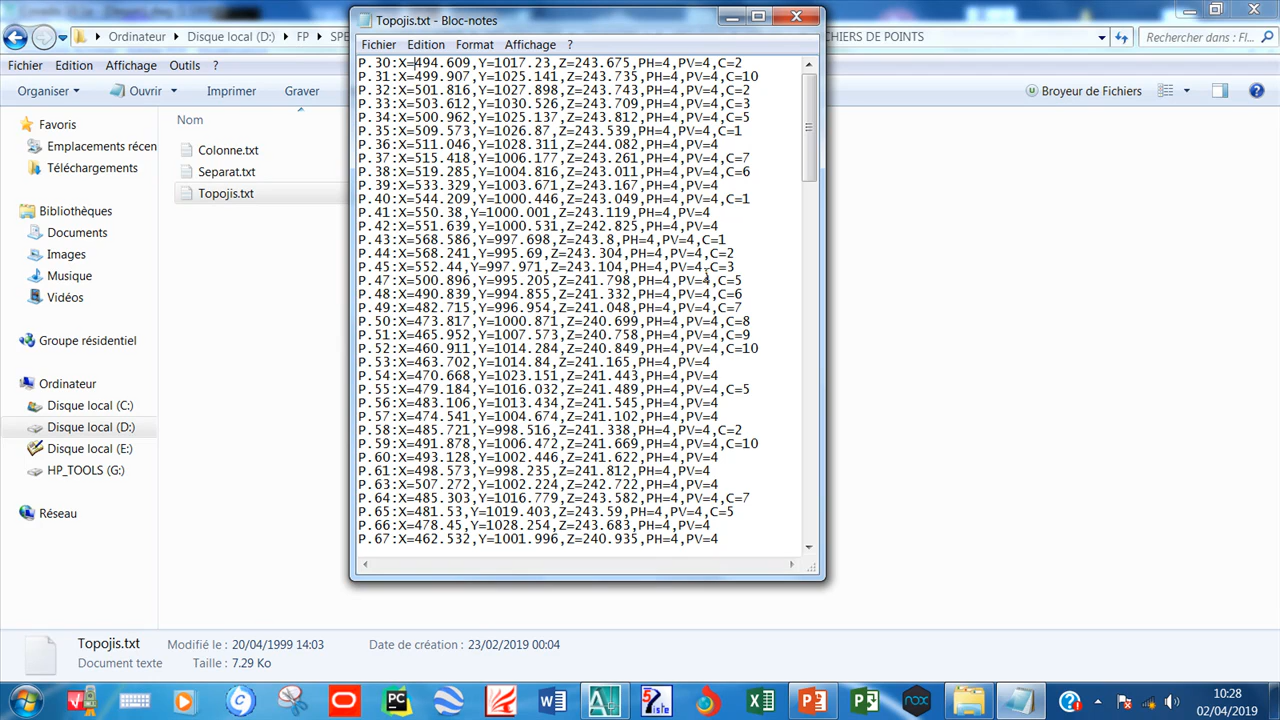 Topojis.txt - Bloc-notes
Ordinateur
Disque local (D:)
FP
CHIERS DE POINTS
Rechercher dans : F...
Fichier Edition Affichage Outils ?
Organiser Ouvrir Imprimer Graver
Broyeur de Fichiers
Favoris
Emplacements récen
Téléchargements
Bibliothèques
Documents
Images
Musique
Vidéos
Groupe résidentiel
Ordinateur
Disque local (C:)
Disque local (D:)
Disque local (E:)
HP_TOOLS (G:)
Réseau
Nom
Colonne.txt
Separat.txt
Topojis.txt
Fichier Edition Format Affichage ?
P.30:X=494.609,Y=1017.23,Z=243.675,PH=4,PV=4,C=2
P.31:X=499.907,Y=1025.141,Z=243.735,PH=4,PV=4,C=10
P.32:X=501.816,Y=1027.898,Z=243.743,PH=4,PV=4,C=2
P.33:X=503.612,Y=1030.526,Z=243.709,PH=4,PV=4,C=3
P.34:X=500.962,Y=1025.137,Z=243.812,PH=4,PV=4,C=5
P.35:X=509.573,Y=1026.87,Z=243.539,PH=4,PV=4,C=1
P.36:X=511.046,Y=1028.311,Z=244.082,PH=4,PV=4
P.37:X=515.418,Y=1006.177,Z=243.261,PH=4,PV=4,C=7
P.38:X=519.285,Y=1004.816,Z=243.011,PH=4,PV=4,C=6
P.39:X=533.329,Y=1003.671,Z=243.167,PH=4,PV=4
P.40:X=544.209,Y=1000.446,Z=243.049,PH=4,PV=4,C=1
P.41:X=550.38,Y=1000.001,Z=243.119,PH=4,PV=4
P.42:X=551.639,Y=1000.531,Z=242.825,PH=4,PV=4
P.43:X=568.586,Y=997.698,Z=243.8,PH=4,PV=4,C=1
P.44:X=568.241,Y=995.69,Z=243.304,PH=4,PV=4,C=2
P.45:X=552.44,Y=997.971,Z=243.104,PH=4,PV=4,C=3
P.47:X=500.896,Y=995.205,Z=241.798,PH=4,PV=4,C=5
P.48:X=490.839,Y=994.855,Z=241.332,PH=4,PV=4,C=6
P.49:X=482.715,Y=996.954,Z=241.048,PH=4,PV=4,C=7
P.50:X=473.817,Y=1000.871,Z=240.699,PH=4,PV=4,C=8
P.51:X=465.952,Y=1007.573,Z=240.758,PH=4,PV=4,C=9
P.52:X=460.911,Y=1014.284,Z=240.849,PH=4,PV=4,C=10
P.53:X=463.702,Y=1014.84,Z=241.165,PH=4,PV=4
P.54:X=470.668,Y=1023.151,Z=241.443,PH=4,PV=4
P.55:X=479.184,Y=1016.032,Z=241.489,PH=4,PV=4,C=5
P.56:X=483.106,Y=1013.434,Z=241.545,PH=4,PV=4
P.57:X=474.541,Y=1004.674,Z=241.102,PH=4,PV=4
P.58:X=485.721,Y=998.516,Z=241.338,PH=4,PV=4,C=2
P.59:X=491.878,Y=1006.472,Z=241.669,PH=4,PV=4,C=10
P.60:X=493.128,Y=1002.446,Z=241.622,PH=4,PV=4
P.61:X=498.573,Y=998.235,Z=241.812,PH=4,PV=4
P.63:X=507.272,Y=1002.224,Z=242.722,PH=4,PV=4
P.64:X=485.303,Y=1016.779,Z=243.582,PH=4,PV=4,C=7
P.65:X=481.53,Y=1019.403,Z=243.59,PH=4,PV=4,C=5
P.66:X=478.45,Y=1028.254,Z=243.683,PH=4,PV=4
P.67:X=462.532,Y=1001.996,Z=240.935,PH=4,PV=4
Topojis.txt Modifié le : 20/04/1999 14:03 Date de création : 23/02/2019 00:04
Document texte Taille : 7.29 Ko
10:28
02/04/2019